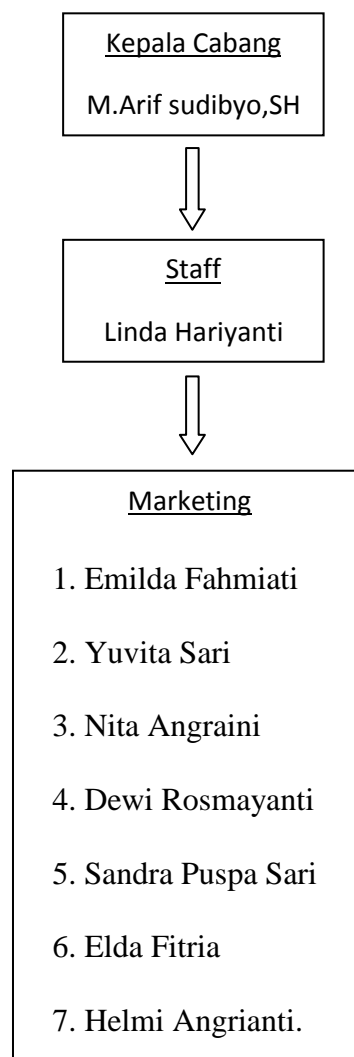 Kepala Cabang
M.Arif sudibyo,SH
Staff
Linda Hariyanti
Marketing
1. Emilda Fahmiati
2. Yuvita Sari
3. Nita Angraini
4. Dewi Rosmayanti
5. Sandra Puspa Sari
6. Elda Fitria
7. Helmi Angrianti.